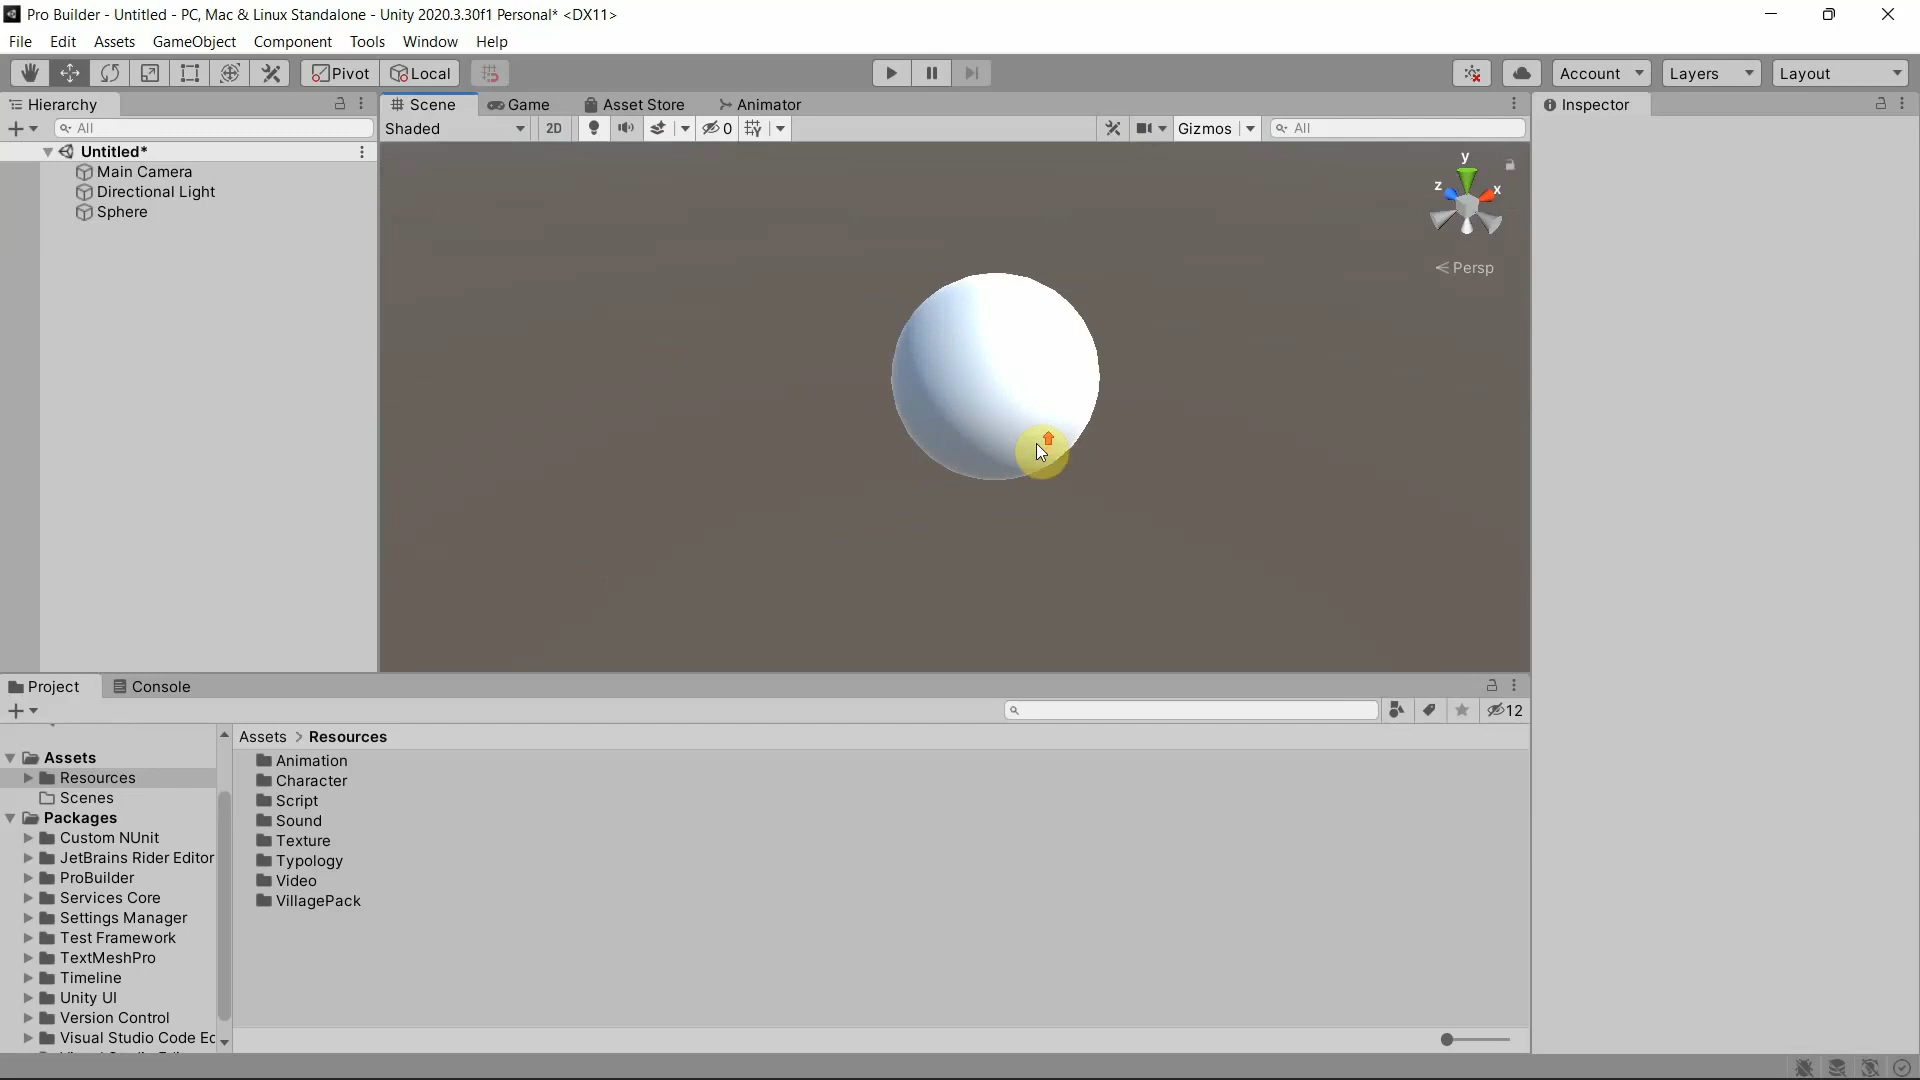 Pro Builder - Untitled - PC, Mac & Linux Standalone - Unity 2020.3.30f1 Personal* <DX11>
File Edit Assets GameObject Component Tools Window Help
Pivot Local Account Layers Layout
Hierarchy Scene Game Asset Store Animator Inspector
All Shaded 2D 0 Gizmos All
Untitled*
Main Camera
Directional Light
Sphere
y
z x
Persp
Project Console
12
Assets > Resources
Assets
Resources
Scenes
Packages
Custom NUnit
JetBrains Rider Editor
ProBuilder
Services Core
Settings Manager
Test Framework
TextMeshPro
Timeline
Unity UI
Version Control
Visual Studio Code Ec
Animation
Character
Script
Sound
Texture
Typology
Video
VillagePack